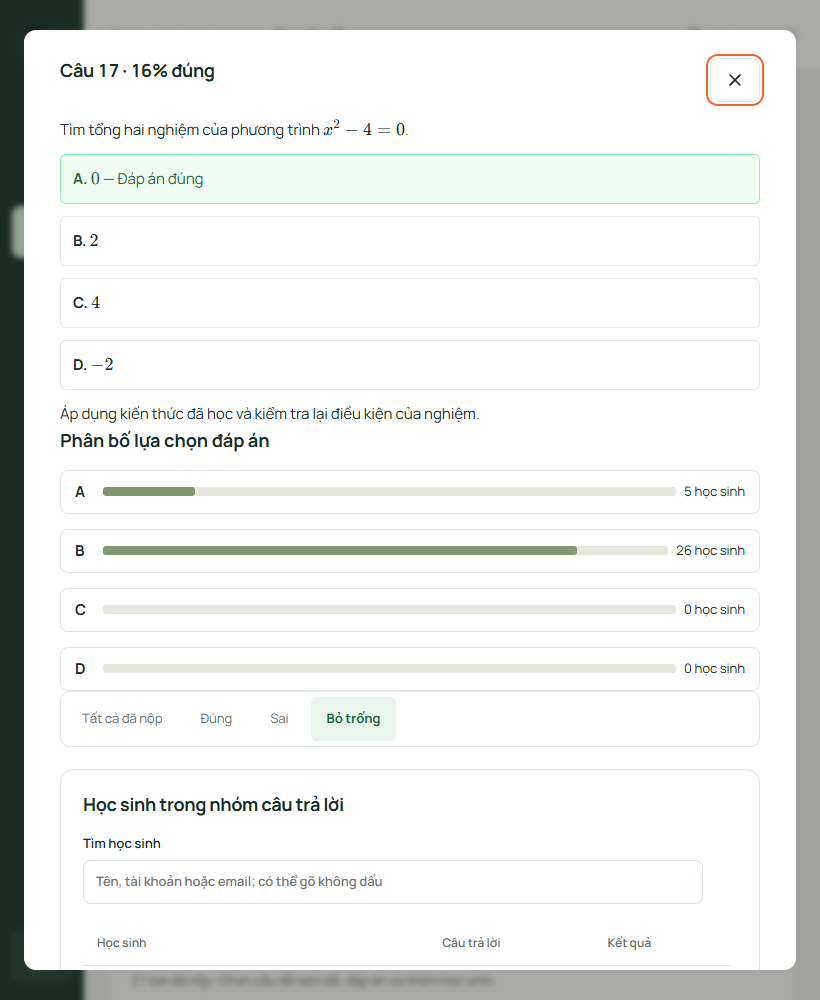 Câu 17 · 16% đúng
Tìm tổng hai nghiệm của phương trình x² − 4 = 0.
A. 0 — Đáp án đúng
B. 2
C. 4
D. −2
Áp dụng kiến thức đã học và kiểm tra lại điều kiện của nghiệm.
Phân bố lựa chọn đáp án
A 5 học sinh
B 26 học sinh
C 0 học sinh
D 0 học sinh
Tất cả đã nộp Đúng Sai Bỏ trống
Học sinh trong nhóm câu trả lời
Tìm học sinh
Tên, tài khoản hoặc email; có thể gõ không dấu
Học sinh Câu trả lời Kết quả